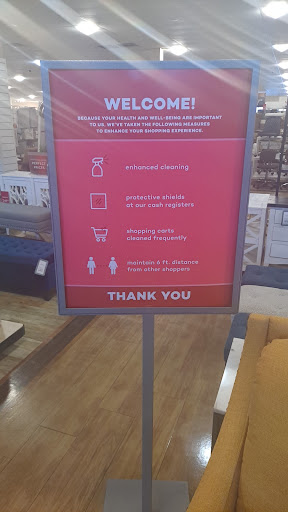 WELCOME!
BECAUSE YOUR HEALTH AND WELL-BEING ARE IMPORTANT
TO US, WE'VE TAKEN THE FOLLOWING MEASURES
TO ENHANCE YOUR SHOPPING EXPERIENCE.
enhanced cleaning
protective shields
at our cash registers
shopping carts
cleaned frequently
maintain 6 ft. distance
from other shoppers
THANK YOU